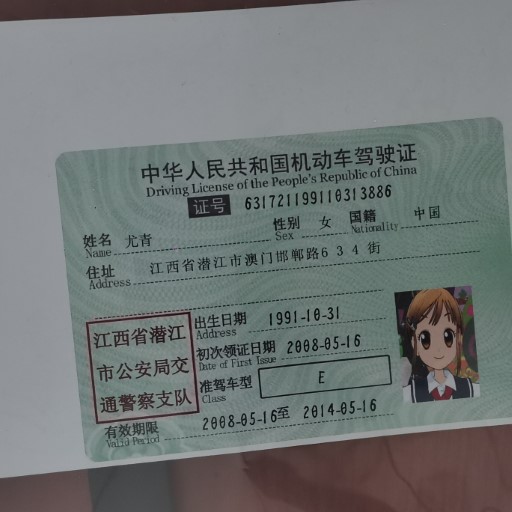 中华人民共和国机动车驾驶证
Driving License of the People's Republic of China
证号 631721199110313886
姓名 尤青 性别 女 国籍 中国
Name Sex Nationality
住址 江西省潜江市澳门邯郸路6 3 4 街
Address
出生日期 1991-10-31
Address
初次领证日期 2008-05-16
Date of First Issue
准驾车型 E
Class
江西省潜江
市公安局交
通警察支队
有效期限 2008-05-16至 2014-05-16
Valid Period